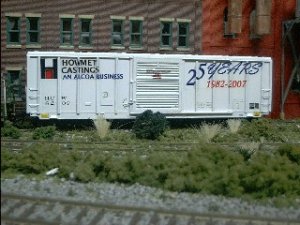 HOWMET
CASTINGS
AN ALCOA BUSINESS
25 YEARS
1982-2007